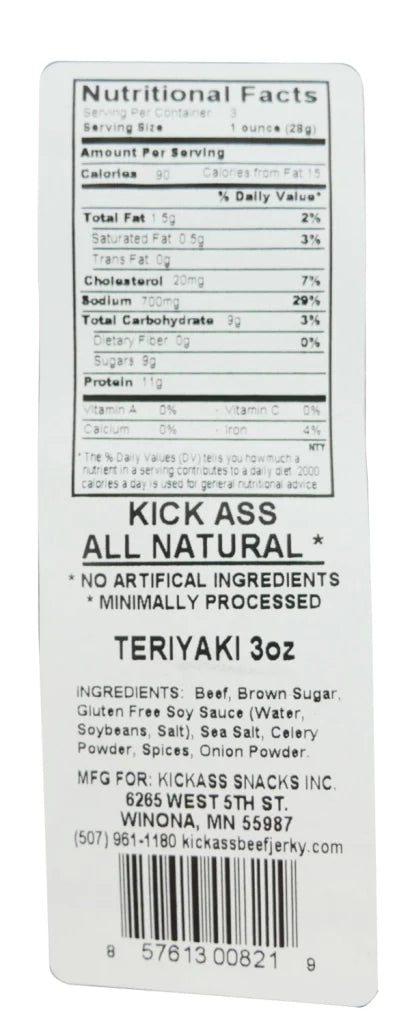 Nutritional Facts
Serving Per Container 3
Serving Size 1 ounce (28g)
Amount Per Serving
Calories 90 Calories from Fat 15
% Daily Value*
Total Fat 1.5g 2%
Saturated Fat 0.5g 3%
Trans Fat 0g
Cholesterol 20mg 7%
Sodium 700mg 29%
Total Carbohydrate 9g 3%
Dietary Fiber 0g 0%
Sugars 9g
Protein 11g
Vitamin A 0% · Vitamin C 0%
Calcium 0% · Iron 4%
NTY
*The % Daily Values (DV) tells you how much a
nutrient in a serving contributes to a daily diet. 2000
calories a day is used for general nutritional advice
KICK ASS
ALL NATURAL *
* NO ARTIFICAL INGREDIENTS
* MINIMALLY PROCESSED
TERIYAKI 3oz
INGREDIENTS: Beef, Brown Sugar,
Gluten Free Soy Sauce (Water,
Soybeans, Salt), Sea Salt, Celery
Powder, Spices, Onion Powder.
MFG FOR: KICKASS SNACKS INC.
6265 WEST 5TH ST.
WINONA, MN 55987
(507) 961-1180 kickassbeefjerky.com
8 57613 00821 9